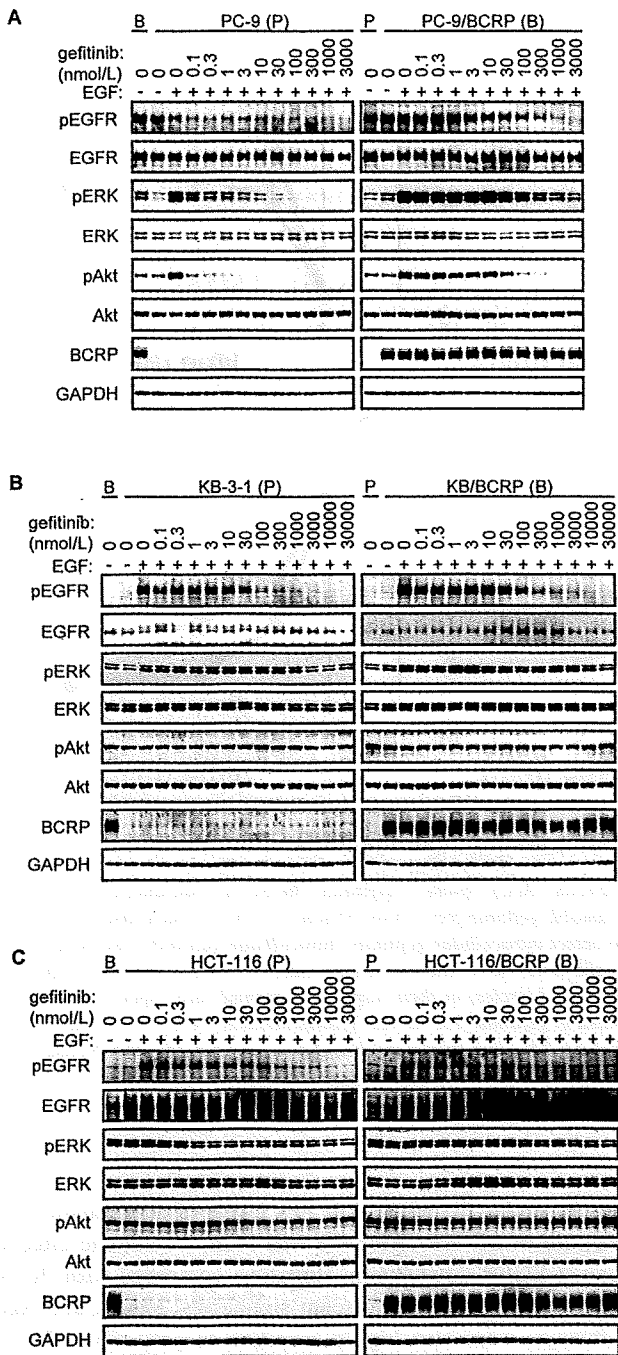 A
B PC-9 (P) P PC-9/BCRP (B)
gefitinib: (nmol/L) 0 0 0 0.1 0.3 1 3 10 30 100 300 1000 3000 0 0 0 0.1 0.3 1 3 10 30 100 300 1000 3000
EGF: - - + + + + + + + + + + + - - + + + + + + + + + + +
pEGFR
EGFR
pERK
ERK
pAkt
Akt
BCRP
GAPDH
B
B KB-3-1 (P) P KB/BCRP (B)
gefitinib: (nmol/L) 0 0 0 0.1 0.3 1 3 10 30 100 300 1000 3000 10000 30000 0 0 0 0.1 0.3 1 3 10 30 100 300 1000 3000 10000 30000
EGF: - - + + + + + + + + + + + + + - - + + + + + + + + + + + + +
pEGFR
EGFR
pERK
ERK
pAkt
Akt
BCRP
GAPDH
C
B HCT-116 (P) P HCT-116/BCRP (B)
gefitinib: (nmol/L) 0 0 0 0.1 0.3 1 3 10 30 100 300 1000 3000 10000 30000 0 0 0 0.1 0.3 1 3 10 30 100 300 1000 3000 10000 30000
EGF: - - + + + + + + + + + + + + + - - + + + + + + + + + + + + +
pEGFR
EGFR
pERK
ERK
pAkt
Akt
BCRP
GAPDH